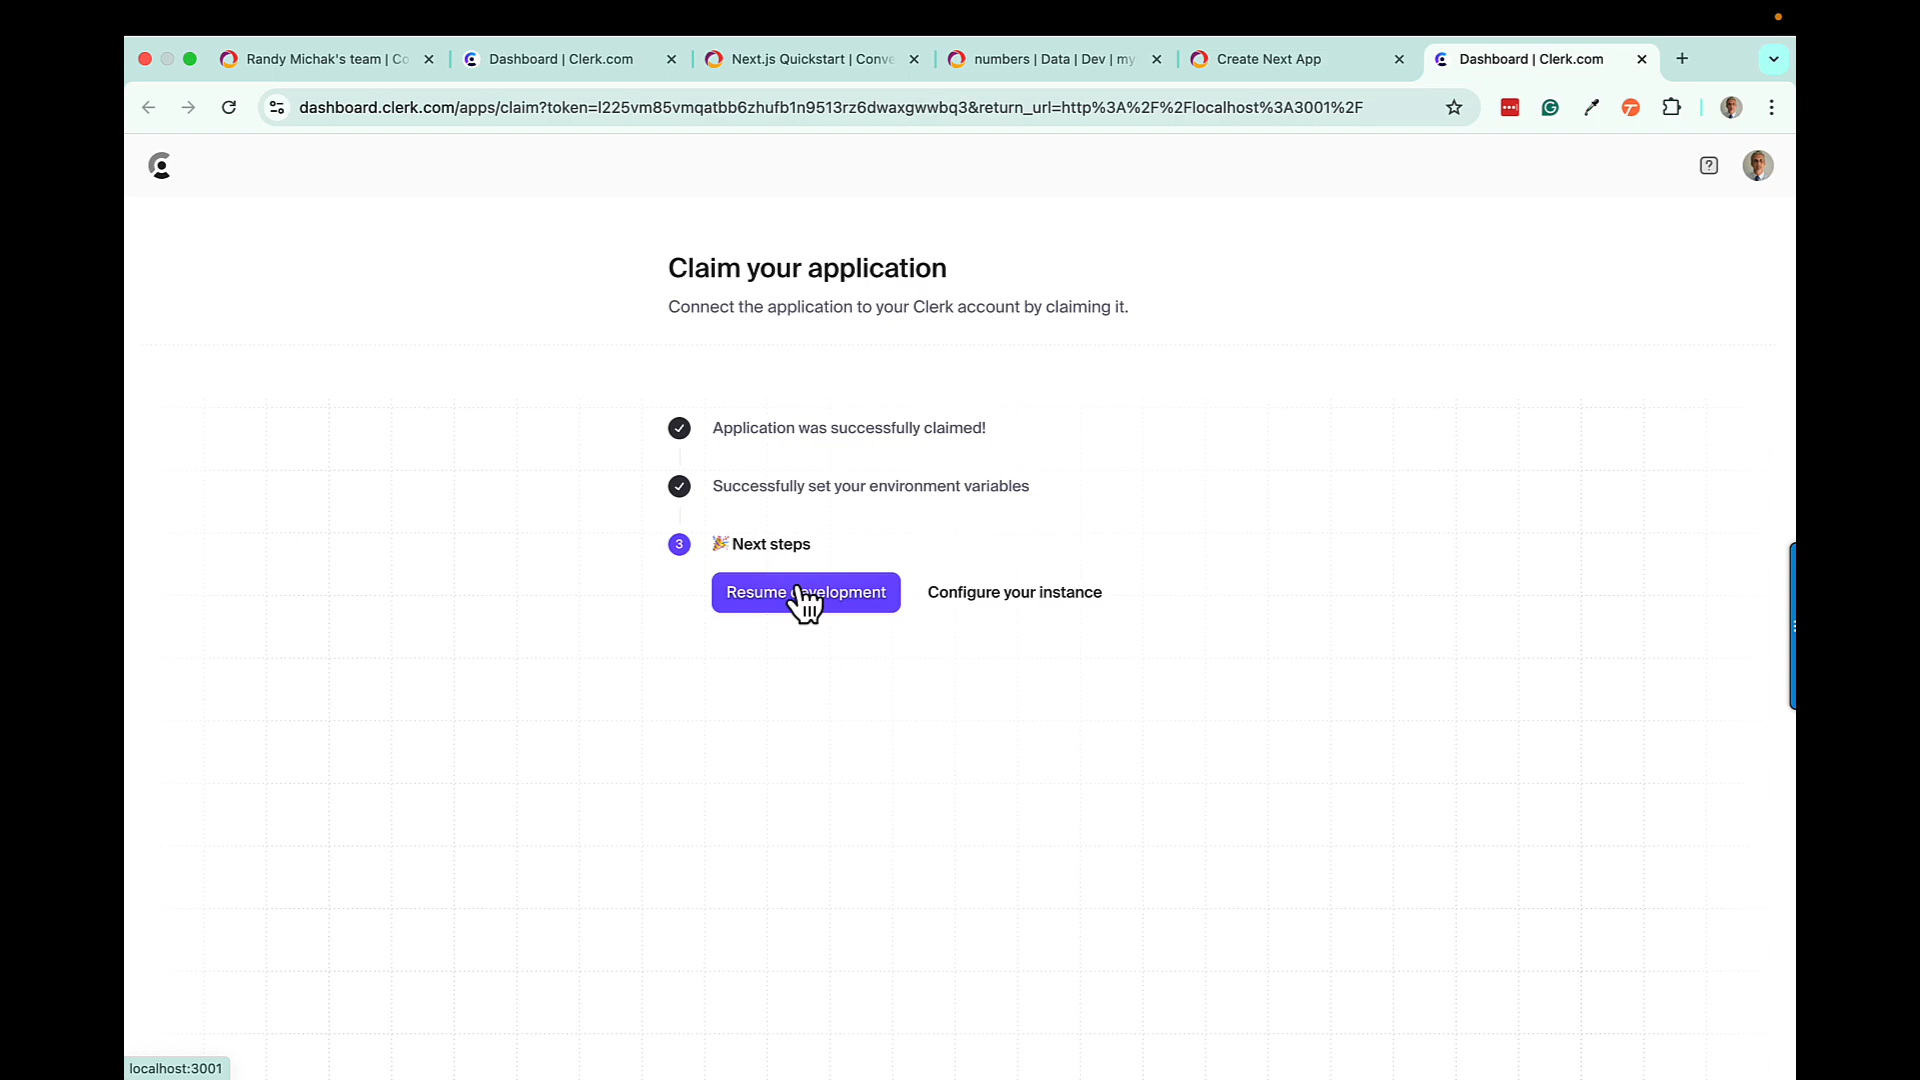 Randy Michak's team | Co
Dashboard | Clerk.com
Next.js Quickstart | Conve
numbers | Data | Dev | my
Create Next App
Dashboard | Clerk.com
dashboard.clerk.com/apps/claim?token=l225vm85vmqatbb6zhufb1n9513rz6dwaxgwwbq3&return_url=http%3A%2F%2Flocalhost%3A3001%2F
Claim your application
Connect the application to your Clerk account by claiming it.
Application was successfully claimed!
Successfully set your environment variables
3 🎉 Next steps
Resume development
Configure your instance
localhost:3001